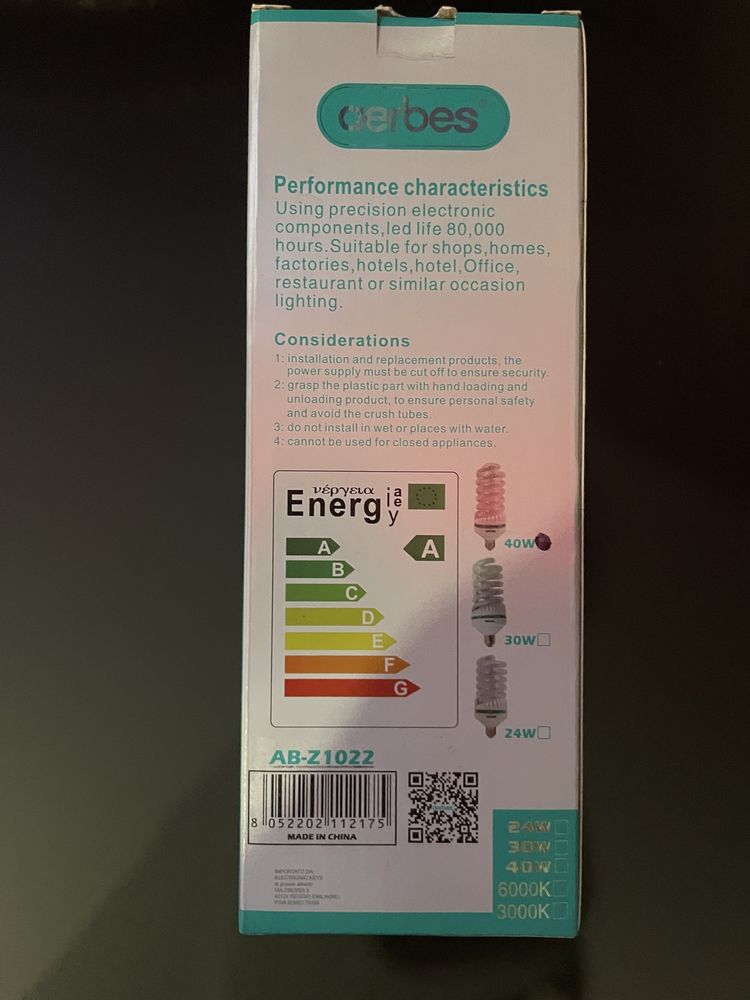 aerbes
Performance characteristics
Using precision electronic
components,led life 80,000
hours.Suitable for shops,homes,
factories,hotels,hotel,Office,
restaurant or similar occasion
lighting.
Considerations
1: installation and replacement products, the
power supply must be cut off to ensure security.
2: grasp the plastic part with hand loading and
unloading product, to ensure personal safety
and avoid the crush tubes.
3: do not install in wet or places with water.
4: cannot be used for closed appliances.
νέργεια
Energ
ia
ye
y
A
A
B
C
D
E
F
G
40W
30W
24W
AB-Z1022
8 052202 112175
MADE IN CHINA
24W
30W
40W
6000K
3000K
IMPORTATO DA:
ELECTRONIC KEYS